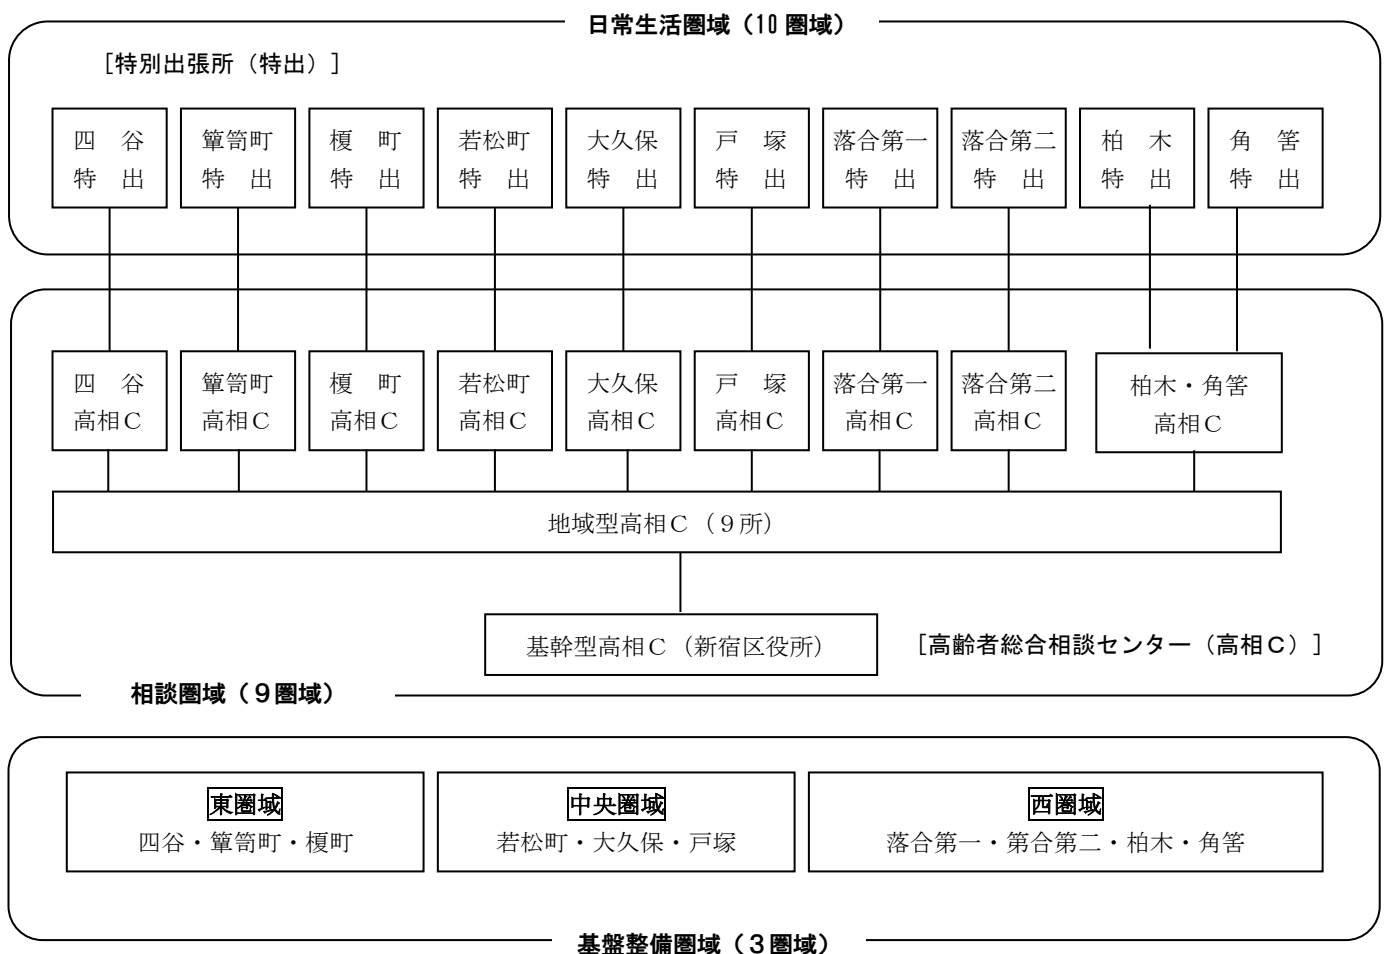 日常生活圏域（10 圏域）
［特別出張所（特出）］
四　谷
特　出
簞笥町
特　出
榎　町
特　出
若松町
特　出
大久保
特　出
戸　塚
特　出
落合第一
特　出
落合第二
特　出
柏　木
特　出
角　筈
特　出
四　谷
高相Ｃ
簞笥町
高相Ｃ
榎　町
高相Ｃ
若松町
高相Ｃ
大久保
高相Ｃ
戸　塚
高相Ｃ
落合第一
高相Ｃ
落合第二
高相Ｃ
柏木・角筈
高相Ｃ
地域型高相Ｃ（９所）
基幹型高相Ｃ（新宿区役所）
［高齢者総合相談センター（高相Ｃ）］
相談圏域（９圏域）
東圏域
四谷・簞笥町・榎町
中央圏域
若松町・大久保・戸塚
西圏域
落合第一・第合第二・柏木・角筈
基盤整備圏域（３圏域）